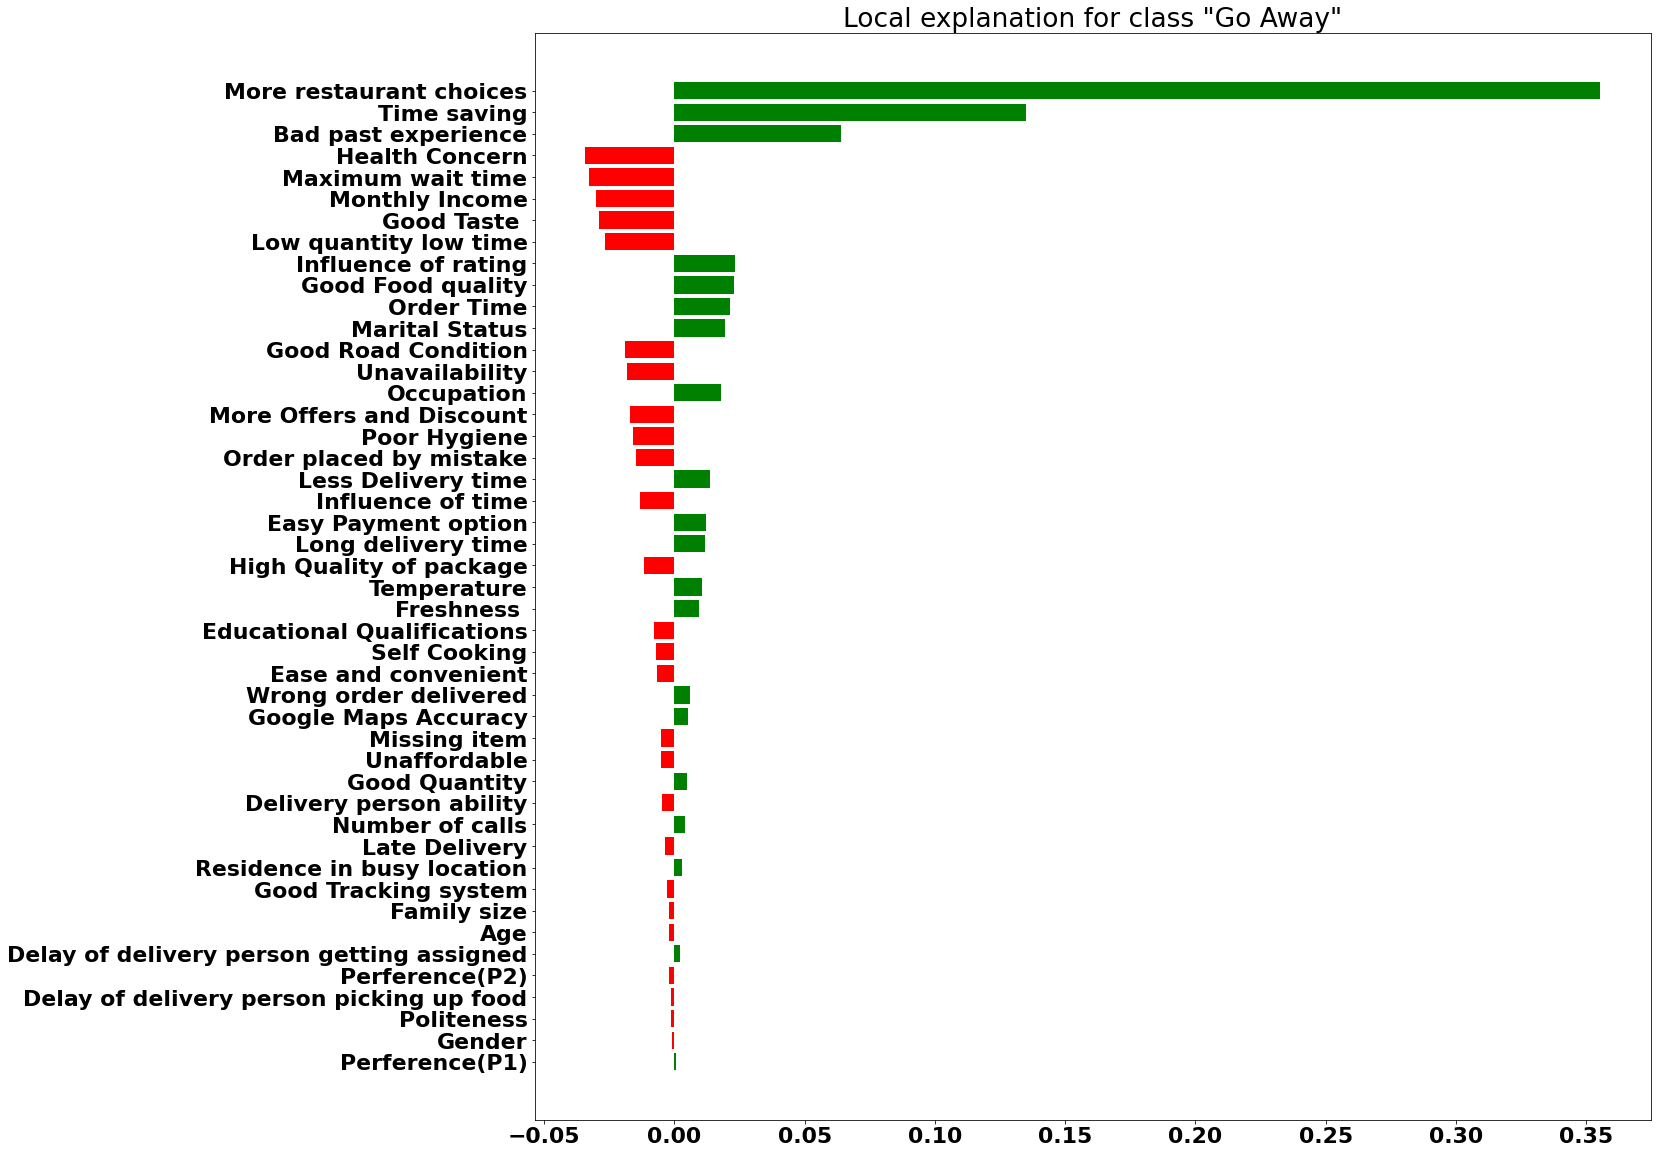 Local explanation for class "Go Away"
More restaurant choices
Time saving
Bad past experience
Health Concern
Maximum wait time
Monthly Income
Good Taste
Low quantity low time
Influence of rating
Good Food quality
Order Time
Marital Status
Good Road Condition
Unavailability
Occupation
More Offers and Discount
Poor Hygiene
Order placed by mistake
Less Delivery time
Influence of time
Easy Payment option
Long delivery time
High Quality of package
Temperature
Freshness
Educational Qualifications
Self Cooking
Ease and convenient
Wrong order delivered
Google Maps Accuracy
Missing item
Unaffordable
Good Quantity
Delivery person ability
Number of calls
Late Delivery
Residence in busy location
Good Tracking system
Family size
Age
Delay of delivery person getting assigned
Perference(P2)
Delay of delivery person picking up food
Politeness
Gender
Perference(P1)
−0.05 0.00 0.05 0.10 0.15 0.20 0.25 0.30 0.35